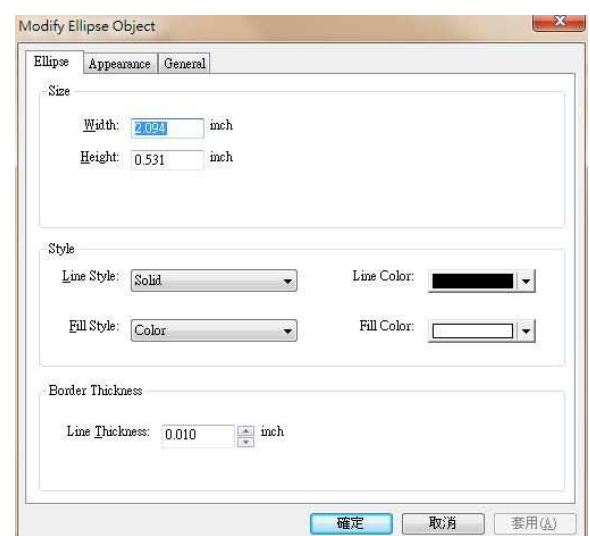 Modify Ellipse Object
Ellipse Appearance General
Size
Width: 2.094 inch
Height: 0.531 inch
Style
Line Style: Solid Line Color:
Fill Style: Color Fill Color:
Border Thickness
Line Thickness: 0.010 inch
確定 取消 套用(A)